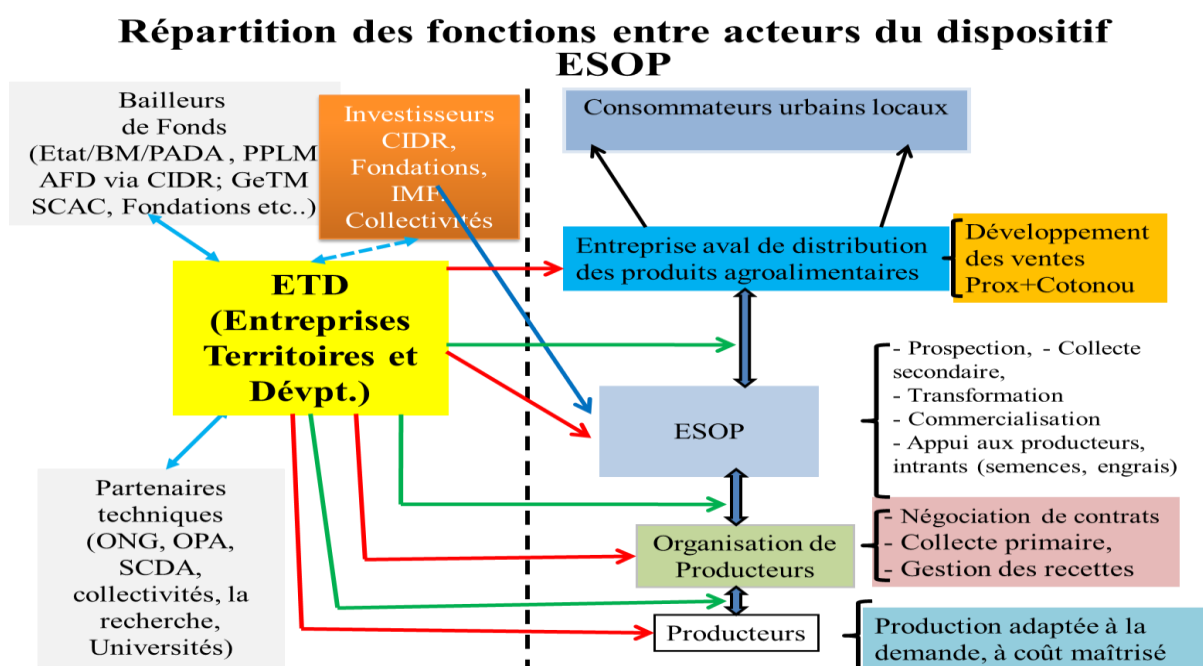 Répartition des fonctions entre acteurs du dispositif
ESOP
Bailleurs
de Fonds
(Etat/BM/PADA , PPLM
AFD via CIDR; GeTM
SCAC, Fondations etc..)
Investisseurs
CIDR,
Fondations,
IMF,
Collectivités
Consommateurs urbains locaux
Entreprise aval de distribution
des produits agroalimentaires
Développement
des ventes
Prox+Cotonou
ETD
(Entreprises
Territoires et
Dévpt.)
ESOP
- Prospection, - Collecte
secondaire,
- Transformation
- Commercialisation
- Appui aux producteurs,
intrants (semences, engrais)
Partenaires
techniques
(ONG, OPA,
SCDA,
collectivités, la
recherche,
Universités)
Organisation de
Producteurs
- Négociation de contrats
- Collecte primaire,
- Gestion des recettes
Producteurs
Production adaptée à la
demande, à coût maîtrisé